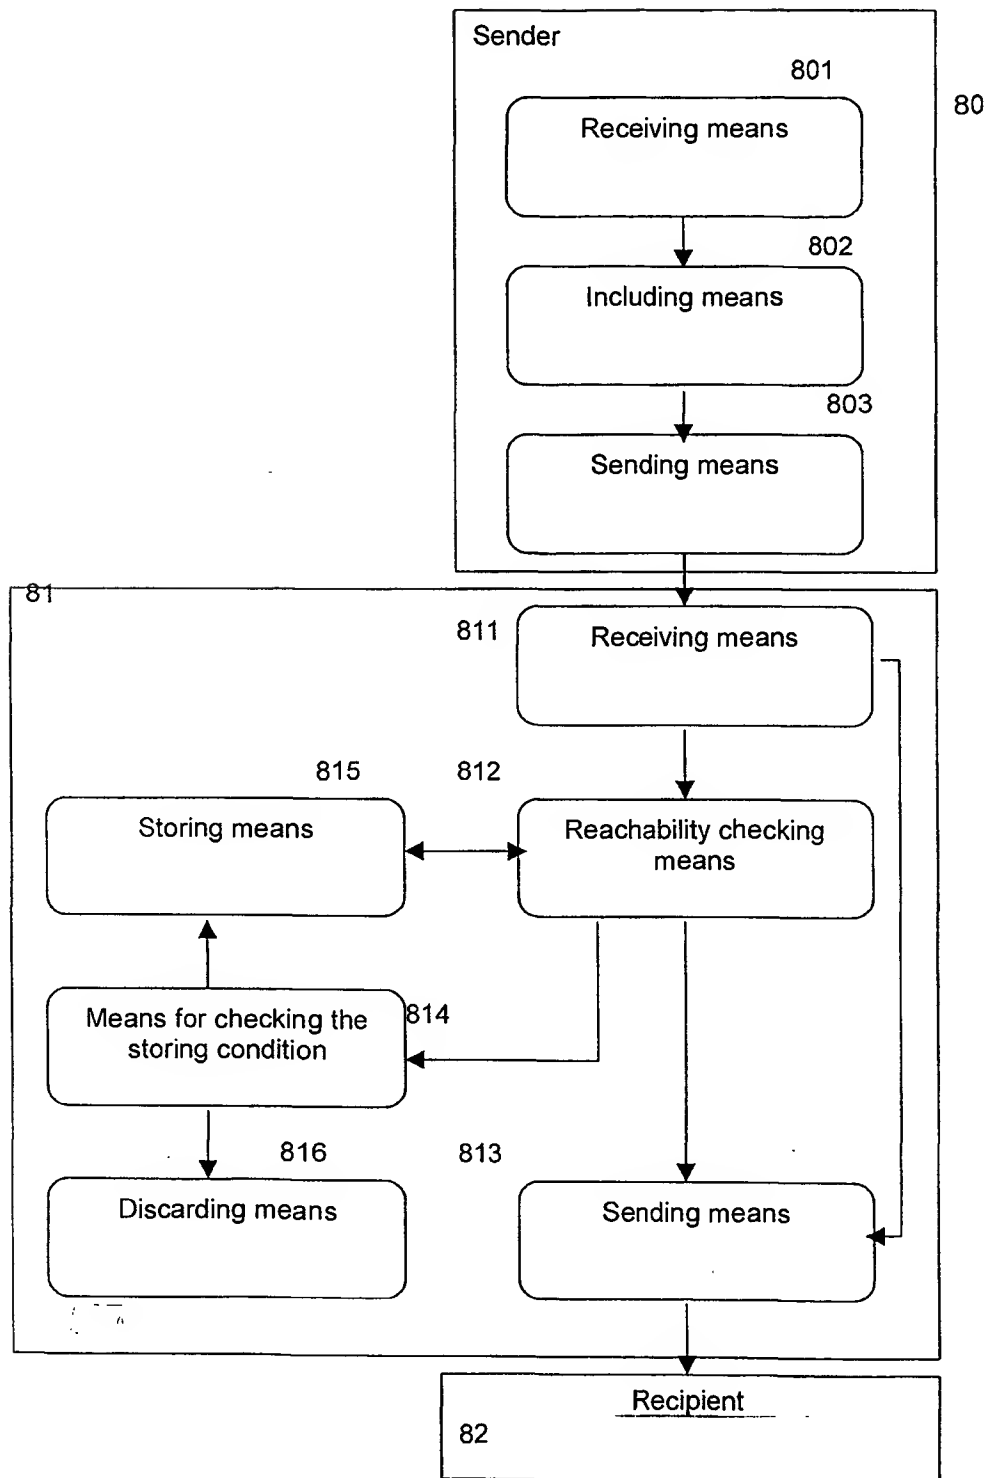 Sender
801
80
Receiving means
802
Including means
803
Sending means
81
811
Receiving means
815
812
Storing means
Reachability checking
means
Means for checking the
storing condition
814
816
813
Discarding means
Sending means
Recipient
82